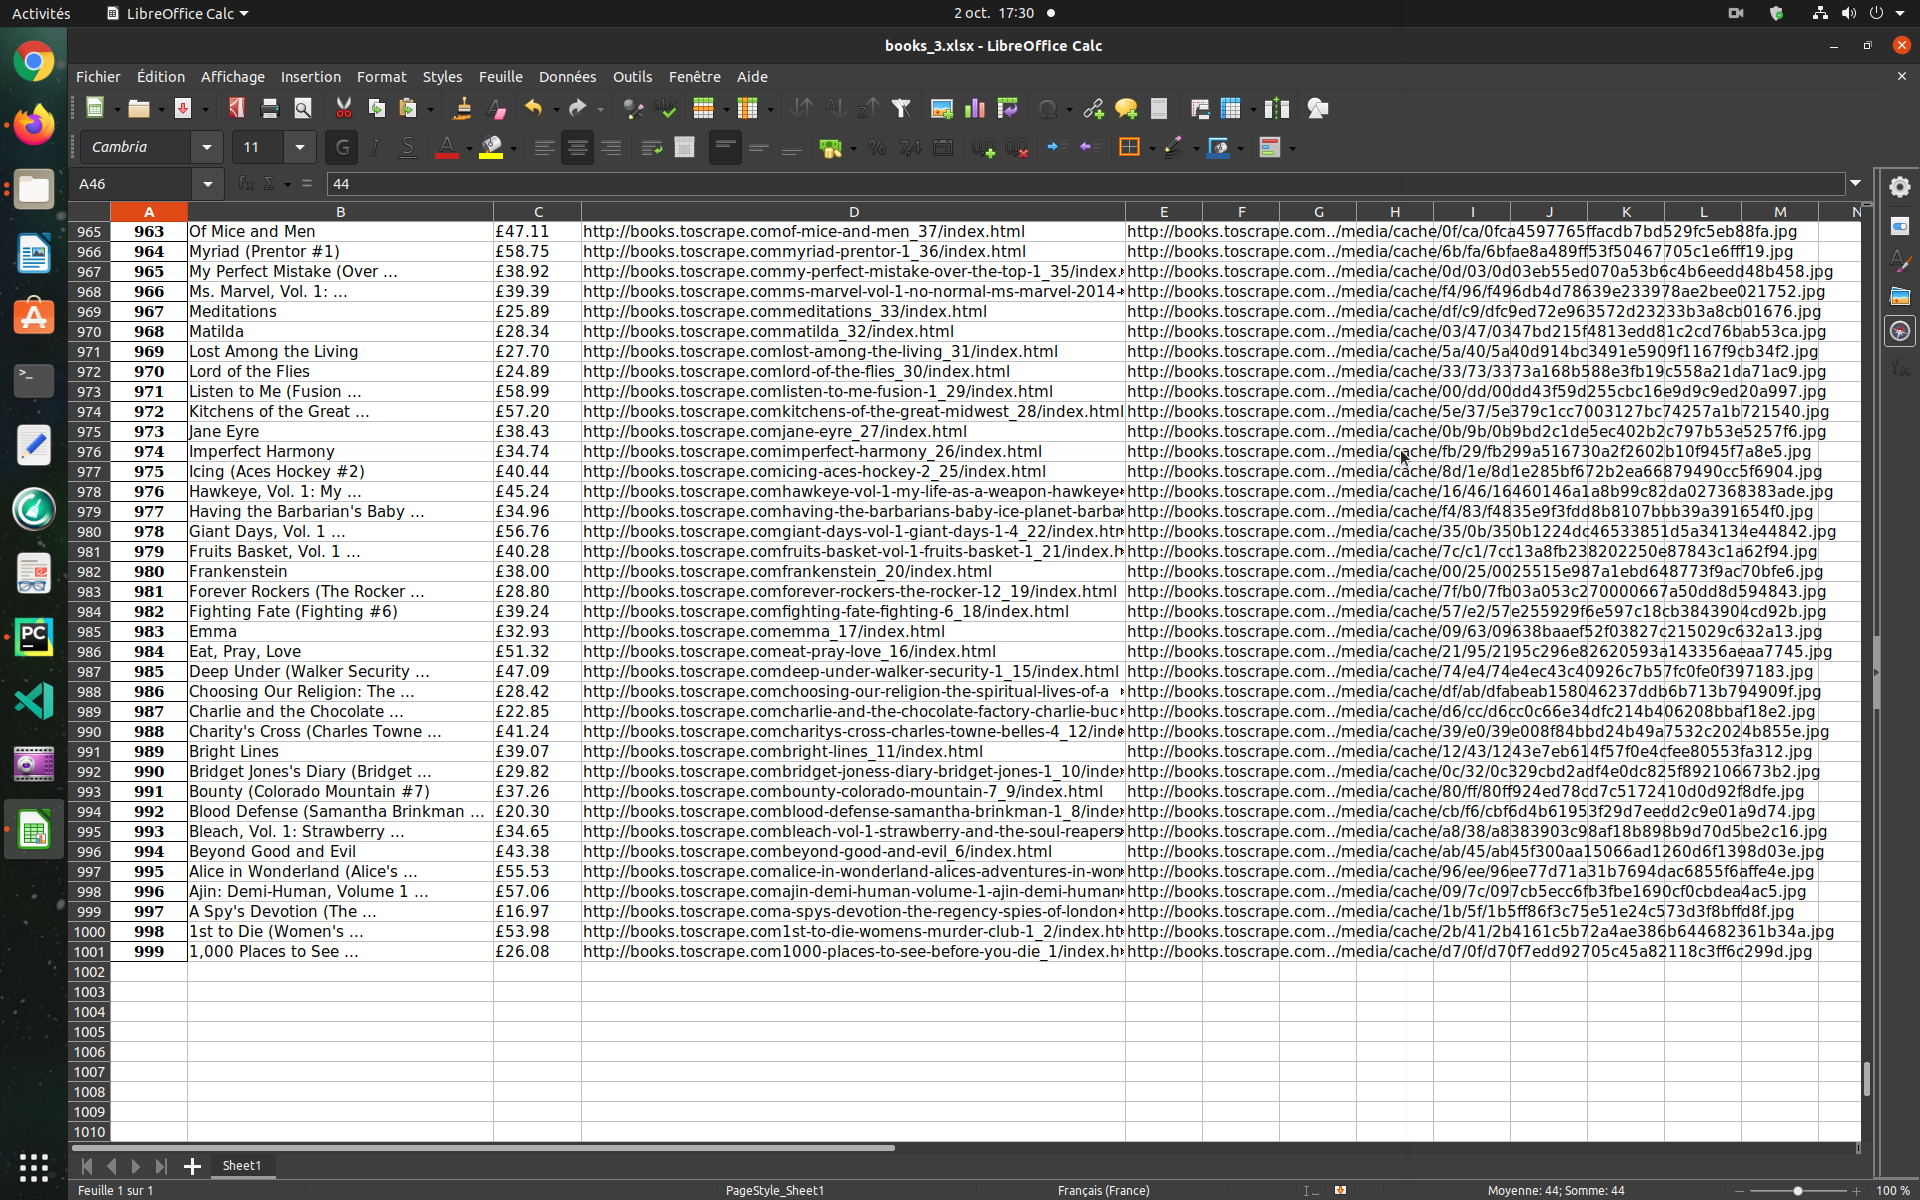 Activités LibreOffice Calc 2 oct. 17:30
books_3.xlsx - LibreOffice Calc
Fichier Édition Affichage Insertion Format Styles Feuille Données Outils Fenêtre Aide
Cambria 11
A46 44
A B C D E F G H I J K L M N
965 963 Of Mice and Men £47.11 http://books.toscrape.comof-mice-and-men_37/index.html http://books.toscrape.com../media/cache/0f/ca/0fca4597765ffacdb7bd529fc5eb88fa.jpg
966 964 Myriad (Prentor #1) £58.75 http://books.toscrape.commyriad-prentor-1_36/index.html http://books.toscrape.com../media/cache/6b/fa/6bfae8a489ff53f50467705c1e6fff19.jpg
967 965 My Perfect Mistake (Over ... £38.92 http://books.toscrape.commy-perfect-mistake-over-the-top-1_35/index. http://books.toscrape.com../media/cache/0d/03/0d03eb55ed070a53b6c4b6eedd48b458.jpg
968 966 Ms. Marvel, Vol. 1: ... £39.39 http://books.toscrape.comms-marvel-vol-1-no-normal-ms-marvel-2014- http://books.toscrape.com../media/cache/f4/96/f496db4d78639e233978ae2bee021752.jpg
969 967 Meditations £25.89 http://books.toscrape.commeditations_33/index.html http://books.toscrape.com../media/cache/df/c9/dfc9ed72e963572d23233b3a8cb01676.jpg
970 968 Matilda £28.34 http://books.toscrape.commatilda_32/index.html http://books.toscrape.com../media/cache/03/47/0347bd215f4813edd81c2cd76bab53ca.jpg
971 969 Lost Among the Living £27.70 http://books.toscrape.comlost-among-the-living_31/index.html http://books.toscrape.com../media/cache/5a/40/5a40d914bc3491e5909f1167f9cb34f2.jpg
972 970 Lord of the Flies £24.89 http://books.toscrape.comlord-of-the-flies_30/index.html http://books.toscrape.com../media/cache/33/73/3373a168b588e3fb19c558a21da71ac9.jpg
973 971 Listen to Me (Fusion ... £58.99 http://books.toscrape.comlisten-to-me-fusion-1_29/index.html http://books.toscrape.com../media/cache/00/dd/00dd43f59d255cbc16e9d9c9ed20a997.jpg
974 972 Kitchens of the Great ... £57.20 http://books.toscrape.comkitchens-of-the-great-midwest_28/index.html http://books.toscrape.com../media/cache/5e/37/5e379c1cc7003127bc74257a1b721540.jpg
975 973 Jane Eyre £38.43 http://books.toscrape.comjane-eyre_27/index.html http://books.toscrape.com../media/cache/0b/9b/0b9bd2c1de5ec402b2c797b53e5257f6.jpg
976 974 Imperfect Harmony £34.74 http://books.toscrape.comimperfect-harmony_26/index.html http://books.toscrape.com../media/cache/fb/29/fb299a516730a2f2602b10f945f7a8e5.jpg
977 975 Icing (Aces Hockey #2) £40.44 http://books.toscrape.comicing-aces-hockey-2_25/index.html http://books.toscrape.com../media/cache/8d/1e/8d1e285bf672b2ea66879490cc5f6904.jpg
978 976 Hawkeye, Vol. 1: My ... £45.24 http://books.toscrape.comhawkeye-vol-1-my-life-as-a-weapon-hawkeye- http://books.toscrape.com../media/cache/16/46/16460146a1a8b99c82da027368383ade.jpg
979 977 Having the Barbarian's Baby ... £34.96 http://books.toscrape.comhaving-the-barbarians-baby-ice-planet-barba http://books.toscrape.com../media/cache/f4/83/f4835e9f3fdd8b8107bbb39a391654f0.jpg
980 978 Giant Days, Vol. 1 ... £56.76 http://books.toscrape.comgiant-days-vol-1-giant-days-1-4_22/index.htm http://books.toscrape.com../media/cache/35/0b/350b1224dc46533851d5a34134e44842.jpg
981 979 Fruits Basket, Vol. 1 ... £40.28 http://books.toscrape.comfruits-basket-vol-1-fruits-basket-1_21/index.h http://books.toscrape.com../media/cache/7c/c1/7cc13a8fb238202250e87843c1a62f94.jpg
982 980 Frankenstein £38.00 http://books.toscrape.comfrankenstein_20/index.html http://books.toscrape.com../media/cache/00/25/0025515e987a1ebd648773f9ac70bfe6.jpg
983 981 Forever Rockers (The Rocker ... £28.80 http://books.toscrape.comforever-rockers-the-rocker-12_19/index.html http://books.toscrape.com../media/cache/7f/b0/7fb03a053c270000667a50dd8d594843.jpg
984 982 Fighting Fate (Fighting #6) £39.24 http://books.toscrape.comfighting-fate-fighting-6_18/index.html http://books.toscrape.com../media/cache/57/e2/57e255929f6e597c18cb3843904cd92b.jpg
985 983 Emma £32.93 http://books.toscrape.comemma_17/index.html http://books.toscrape.com../media/cache/09/63/09638baaef52f03827c215029c632a13.jpg
986 984 Eat, Pray, Love £51.32 http://books.toscrape.comeat-pray-love_16/index.html http://books.toscrape.com../media/cache/21/95/2195c296e82620593a143356aeaa7745.jpg
987 985 Deep Under (Walker Security ... £47.09 http://books.toscrape.comdeep-under-walker-security-1_15/index.html http://books.toscrape.com../media/cache/74/e4/74e4ec43c40926c7b57fc0fe0f397183.jpg
988 986 Choosing Our Religion: The ... £28.42 http://books.toscrape.comchoosing-our-religion-the-spiritual-lives-of-a http://books.toscrape.com../media/cache/df/ab/dfabeab158046237ddb6b713b794909f.jpg
989 987 Charlie and the Chocolate ... £22.85 http://books.toscrape.comcharlie-and-the-chocolate-factory-charlie-buc http://books.toscrape.com../media/cache/d6/cc/d6cc0c66e34dfc214b406208bbaf18e2.jpg
990 988 Charity's Cross (Charles Towne ... £41.24 http://books.toscrape.comcharitys-cross-charles-towne-belles-4_12/inde http://books.toscrape.com../media/cache/39/e0/39e008f84bbd24b49a7532c2024b855e.jpg
991 989 Bright Lines £39.07 http://books.toscrape.combright-lines_11/index.html http://books.toscrape.com../media/cache/12/43/1243e7eb614f57f0e4cfee80553fa312.jpg
992 990 Bridget Jones's Diary (Bridget ... £29.82 http://books.toscrape.combridget-joness-diary-bridget-jones-1_10/inde http://books.toscrape.com../media/cache/0c/32/0c329cbd2adf4e0dc825f892106673b2.jpg
993 991 Bounty (Colorado Mountain #7) £37.26 http://books.toscrape.combounty-colorado-mountain-7_9/index.html http://books.toscrape.com../media/cache/80/ff/80ff924ed78cd7c5172410d0d92f8dfe.jpg
994 992 Blood Defense (Samantha Brinkman ... £20.30 http://books.toscrape.comblood-defense-samantha-brinkman-1_8/index http://books.toscrape.com../media/cache/cb/f6/cbf6d4b61953f29d7eedd2c9e01a9d74.jpg
995 993 Bleach, Vol. 1: Strawberry ... £34.65 http://books.toscrape.combleach-vol-1-strawberry-and-the-soul-reapers http://books.toscrape.com../media/cache/a8/38/a8383903c98af18b898b9d70d5be2c16.jpg
996 994 Beyond Good and Evil £43.38 http://books.toscrape.combeyond-good-and-evil_6/index.html http://books.toscrape.com../media/cache/ab/45/ab45f300aa15066ad1260d6f1398d03e.jpg
997 995 Alice in Wonderland (Alice's ... £55.53 http://books.toscrape.comalice-in-wonderland-alices-adventures-in-won http://books.toscrape.com../media/cache/96/ee/96ee77d71a31b7694dac6855f6affe4e.jpg
998 996 Ajin: Demi-Human, Volume 1 ... £57.06 http://books.toscrape.comajin-demi-human-volume-1-ajin-demi-human http://books.toscrape.com../media/cache/09/7c/097cb5ecc6fb3fbe1690cf0cbdea4ac5.jpg
999 997 A Spy's Devotion (The ... £16.97 http://books.toscrape.coma-spys-devotion-the-regency-spies-of-london- http://books.toscrape.com../media/cache/1b/5f/1b5ff86f3c75e51e24c573d3f8bffd8f.jpg
1000 998 1st to Die (Women's ... £53.98 http://books.toscrape.com1st-to-die-womens-murder-club-1_2/index.ht http://books.toscrape.com../media/cache/2b/41/2b4161c5b72a4ae386b644682361b34a.jpg
1001 999 1,000 Places to See ... £26.08 http://books.toscrape.com1000-places-to-see-before-you-die_1/index.h http://books.toscrape.com../media/cache/d7/0f/d70f7edd92705c45a82118c3ff6c299d.jpg
1002
1003
1004
1005
1006
1007
1008
1009
1010
Sheet1
Feuille 1 sur 1 PageStyle_Sheet1 Français (France) Moyenne: 44; Somme: 44 100 %